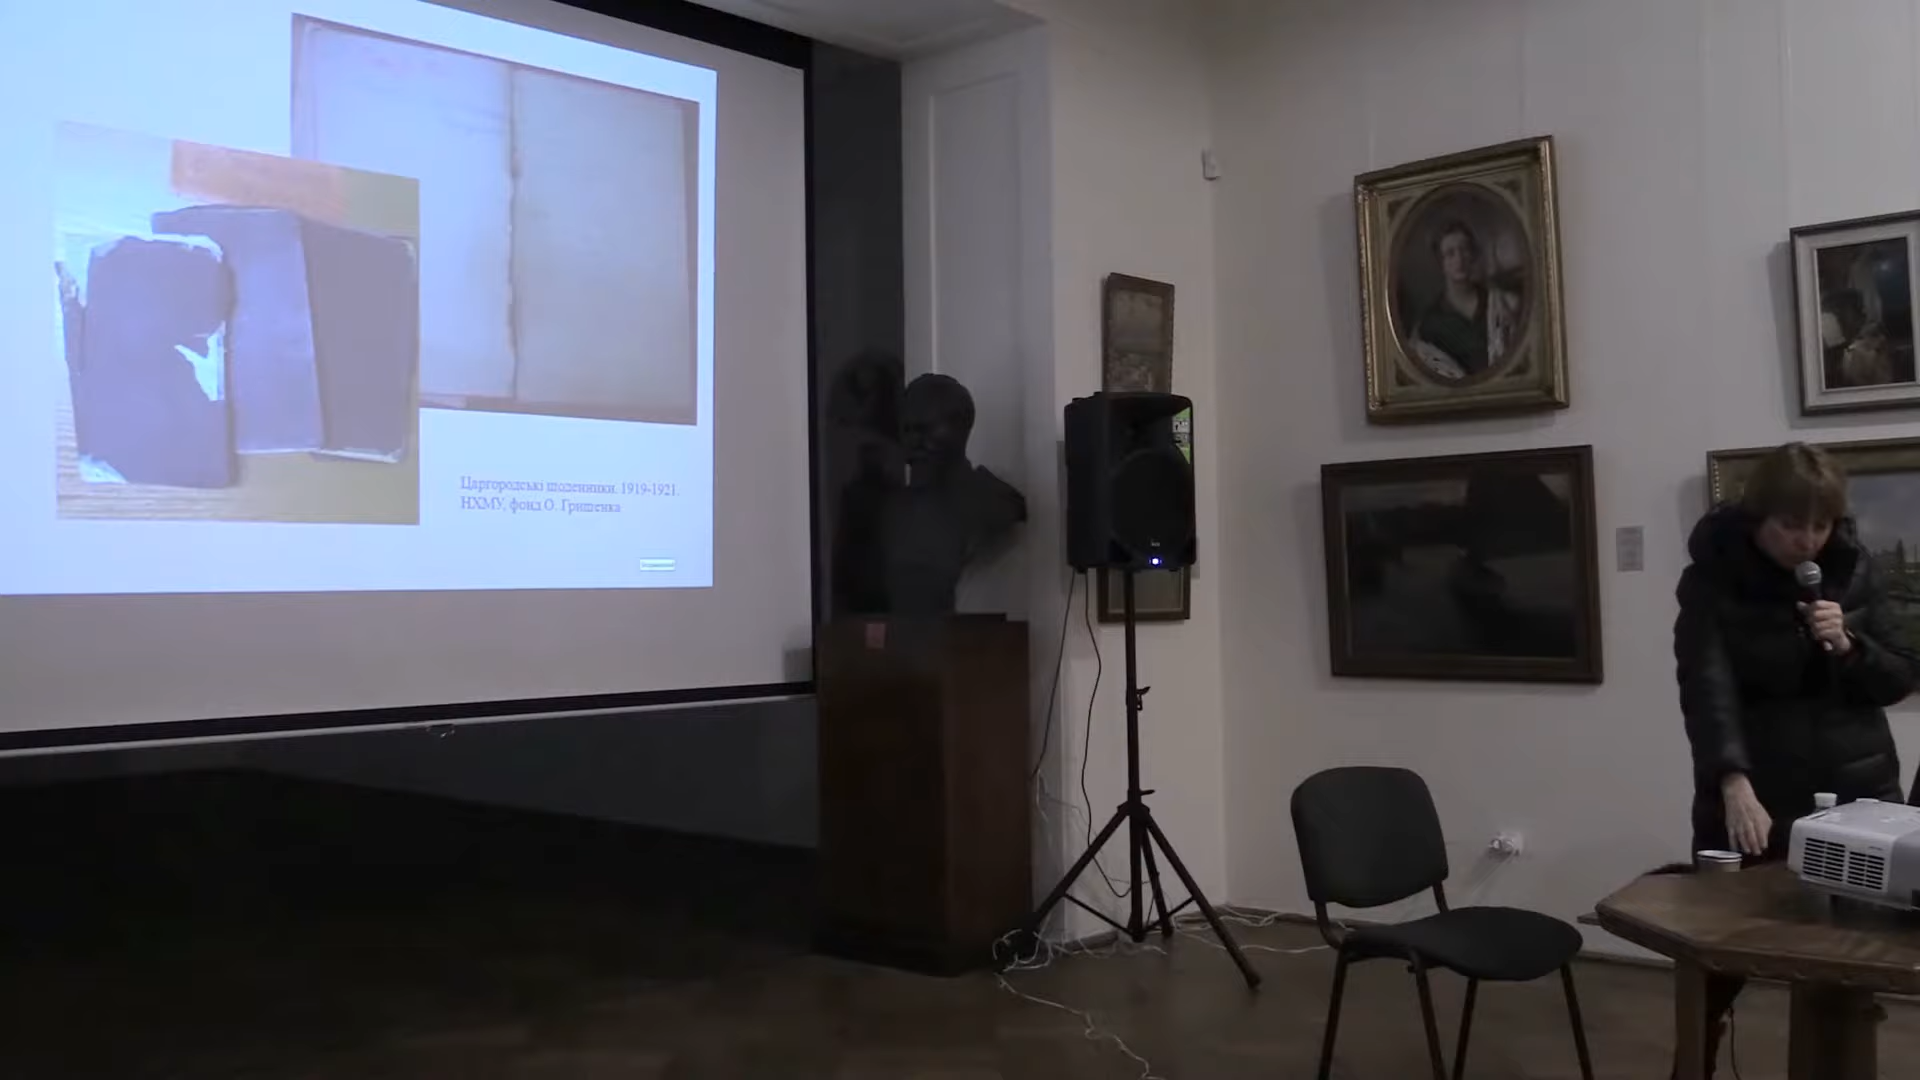 Царгородські щоденники. 1919-1921.
НХМУ, фонд О. Грищенка